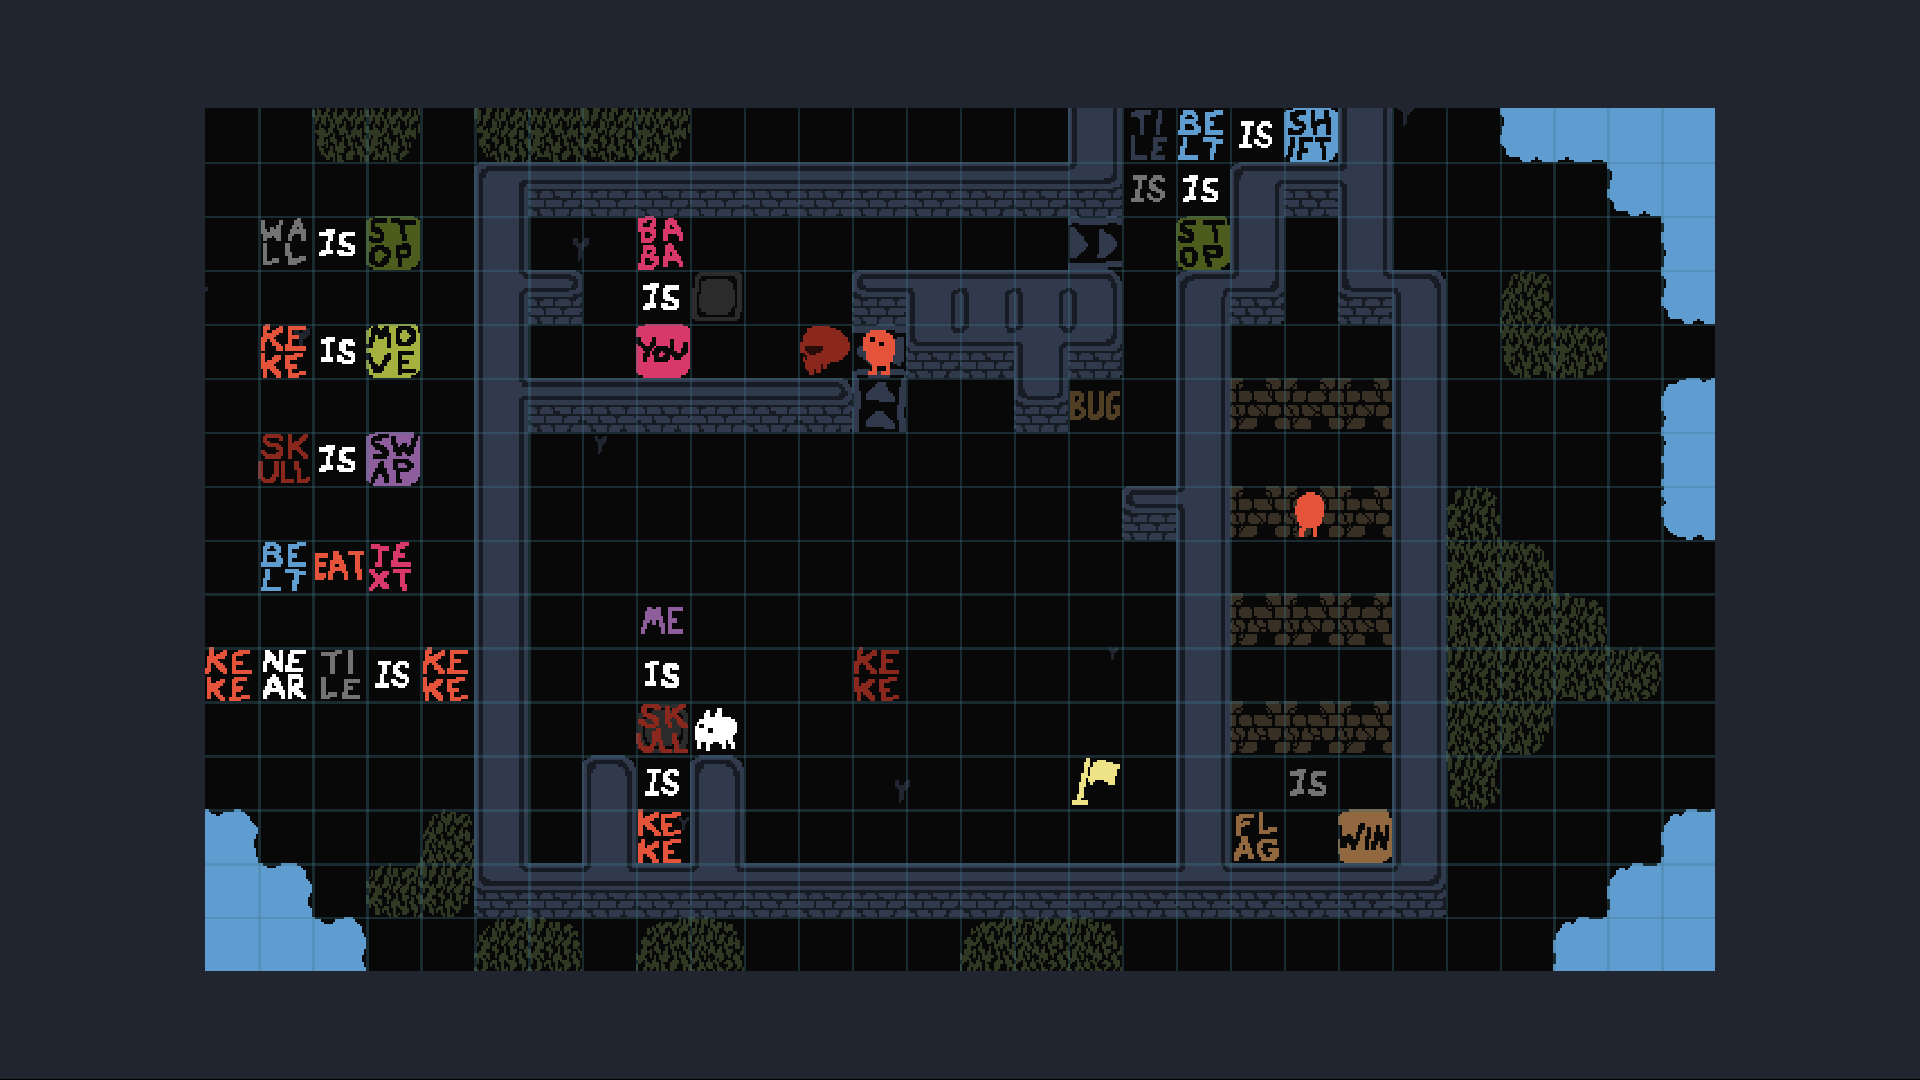 TILE BELT IS SHIFT
IS IS
WALL IS STOP
BABA
STOP
IS
KEKE IS MOVE
YOU
BUG
SKULL IS SWAP
BELT EAT TEXT
ME
KEKE NEAR TILE IS KEKE
IS
KEKE
SKULL
IS
IS
KEKE
FLAG
WIN